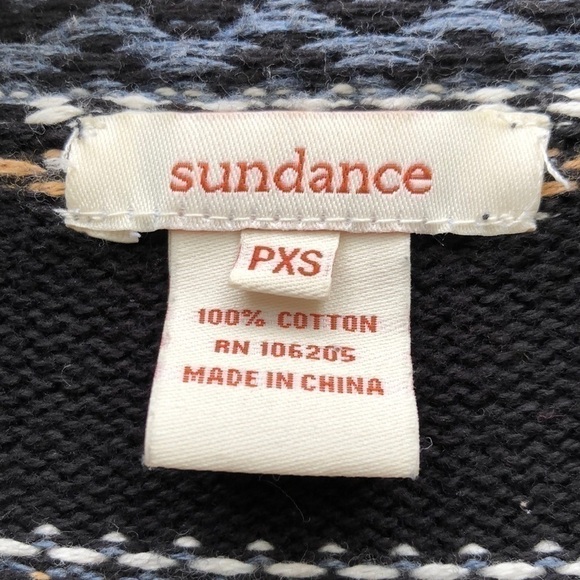 sundance
PXS
100% COTTON
RN 106205
MADE IN CHINA